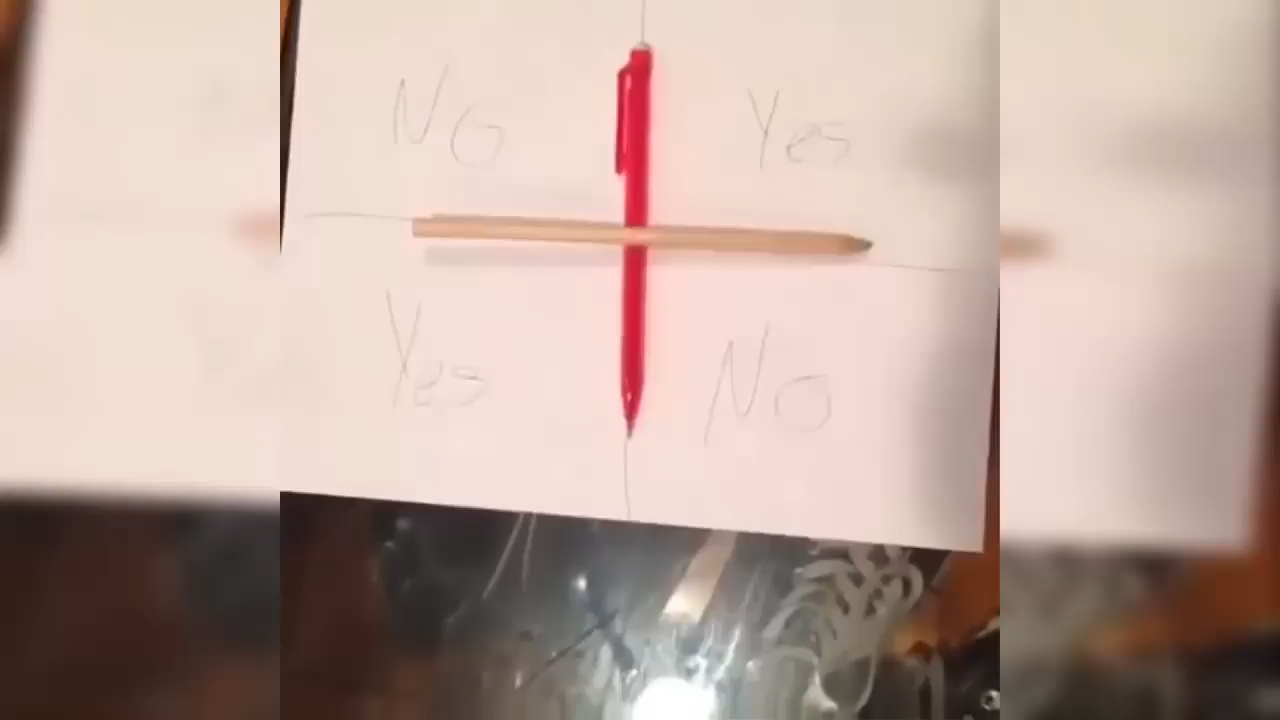 No Yes
Yes No